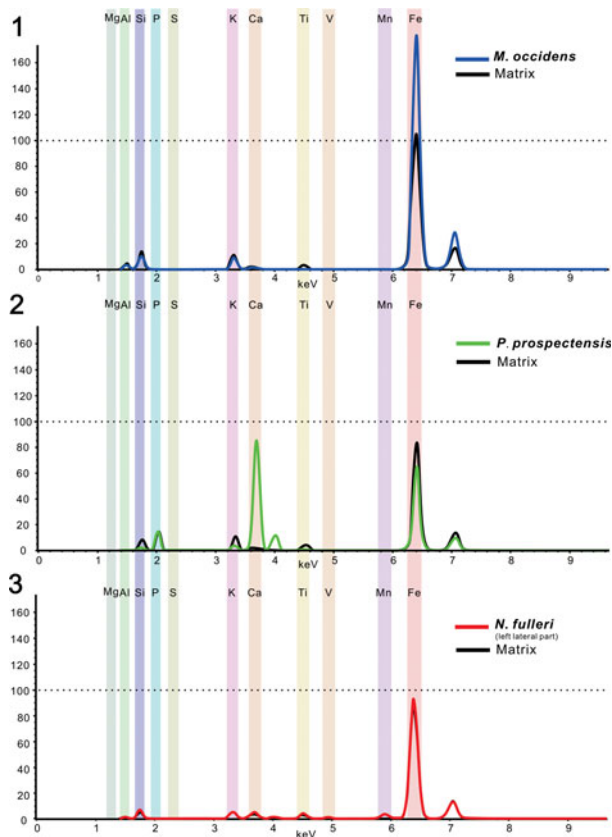 1
Mg Al Si P S K Ca Ti V Mn Fe
M. occidens
Matrix
160
140
120
100
80
60
40
20
0
0 1 2 3 4 5 6 7 8 9
keV keV
2
Mg Al Si P S K Ca Ti V Mn Fe
P. prospectensis
Matrix
160
140
120
100
80
60
40
20
0
0 1 2 3 4 5 6 7 8 9
keV keV
3
Mg Al Si P S K Ca Ti V Mn Fe
N. fulleri
(left lateral part)
Matrix
160
140
120
100
80
60
40
20
0
0 1 2 3 4 5 6 7 8 9
keV keV